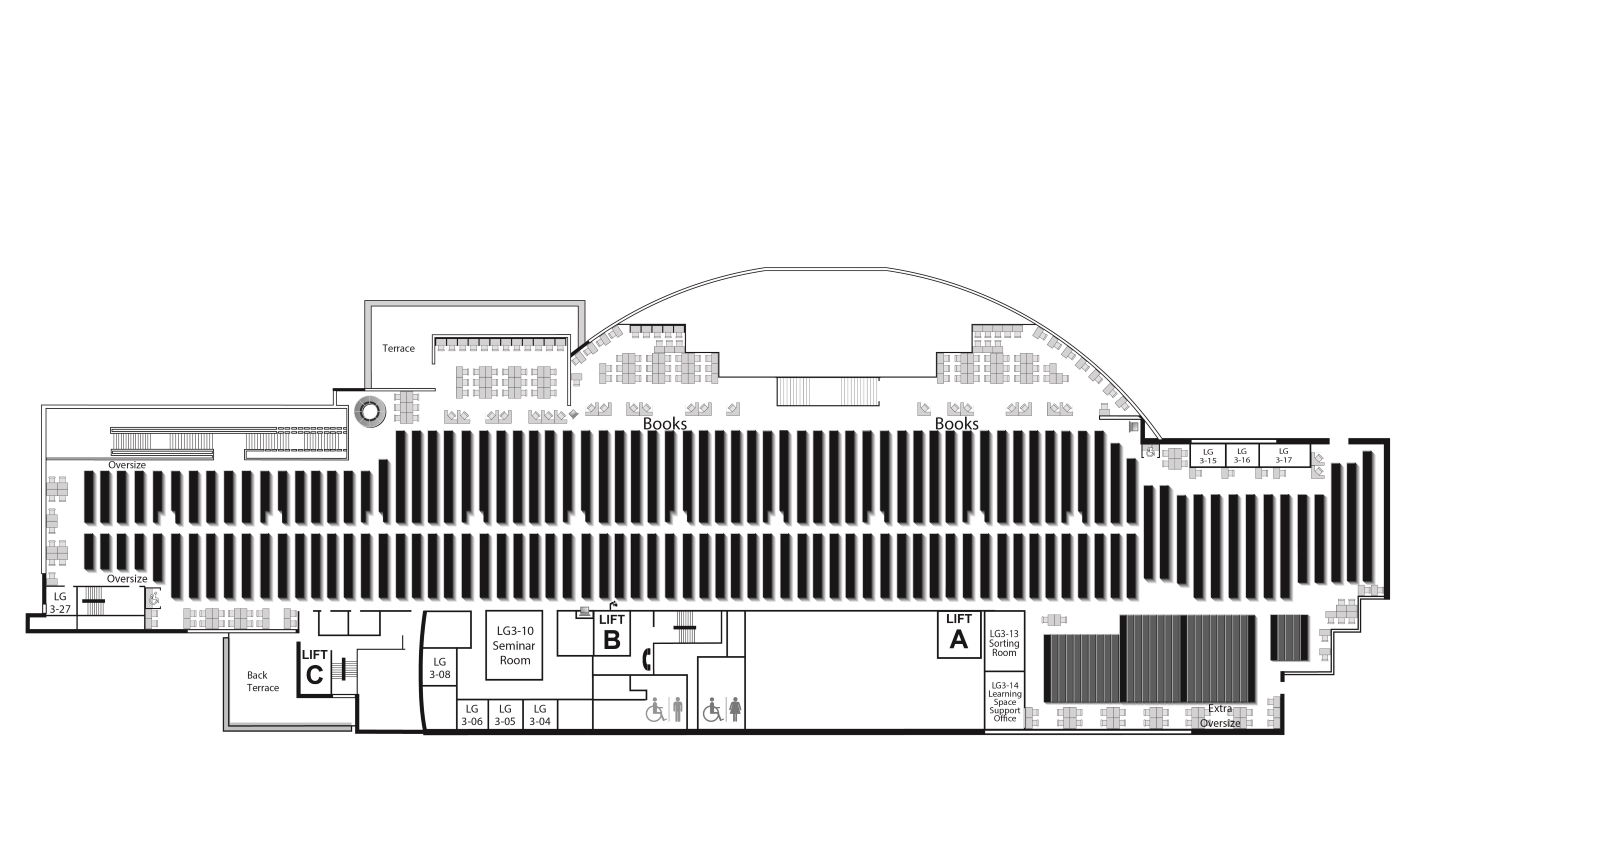 Terrace
Books
Books
Oversize
LG
3-15
LG
3-16
LG
3-17
Oversize
LG
3-27
LIFT
C
Back
Terrace
LG
3-08
LG3-10
Seminar
Room
LG
3-06
LG
3-05
LG
3-04
LIFT
B
LIFT
A
LG3-13
Sorting
Room
LG3-14
Learning
Space
Support
Office
Extra
Oversize